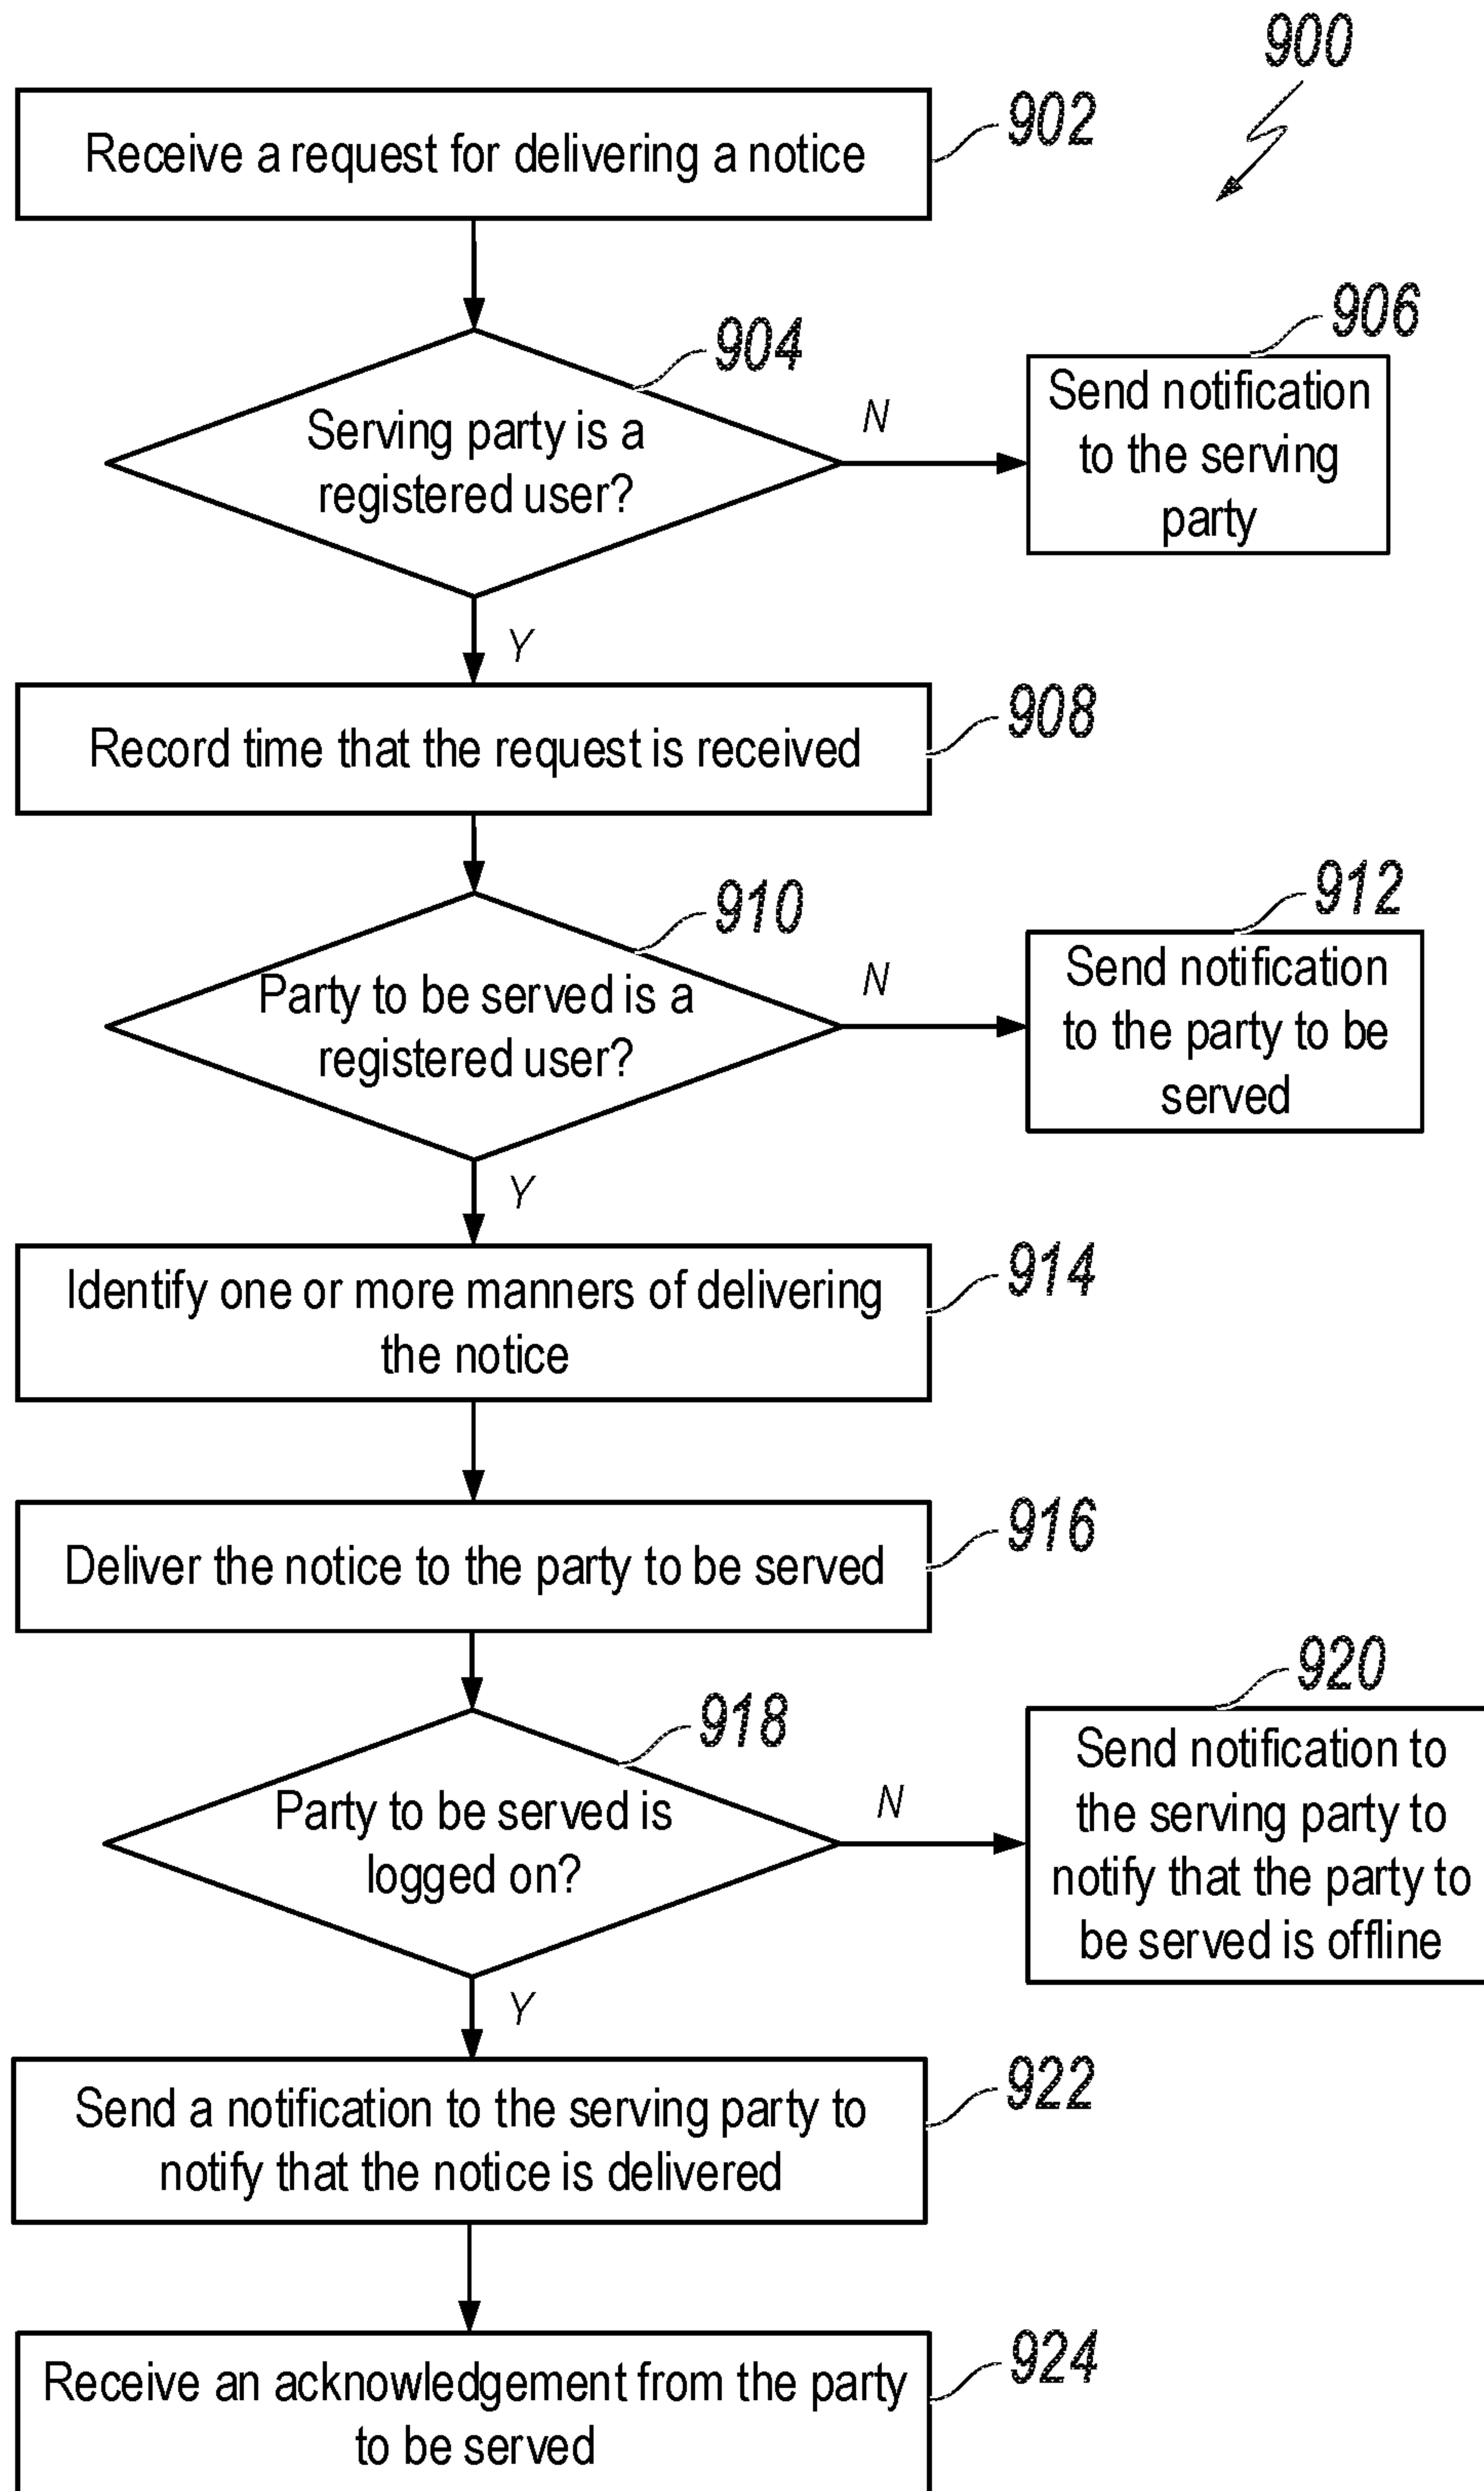 900
902
Receive a request for delivering a notice
904
906
Serving party is a
registered user?
N
Send notification
to the serving
party
Y
908
Record time that the request is received
910
912
Party to be served is a
registered user?
N
Send notification
to the party to be
served
Y
914
Identify one or more manners of delivering
the notice
916
Deliver the notice to the party to be served
918
920
Party to be served is
logged on?
N
Send notification to
the serving party to
notify that the party to
be served is offline
Y
922
Send a notification to the serving party to
notify that the notice is delivered
924
Receive an acknowledgement from the party
to be served